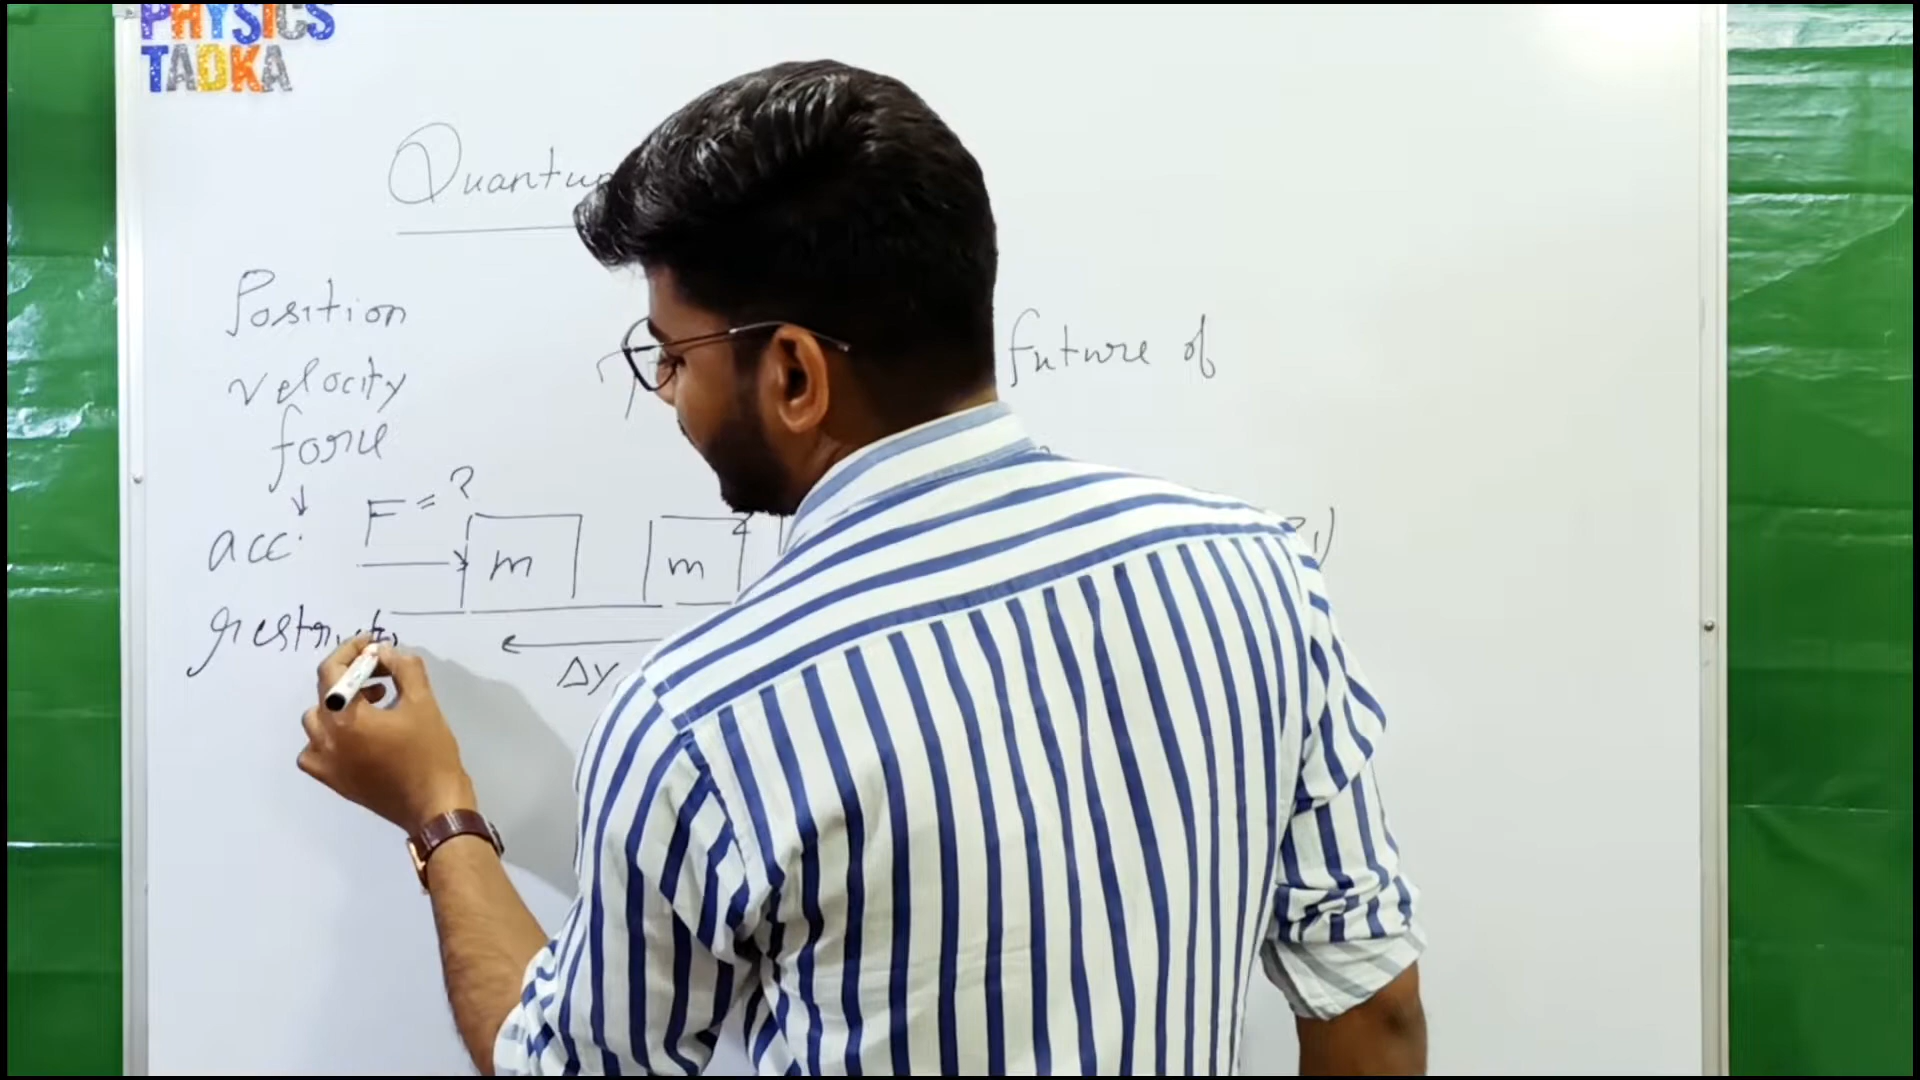 PHYSICS
TADKA
Quantum
Position
velocity
future of
force
F = ?
acc.
m
m
Δy